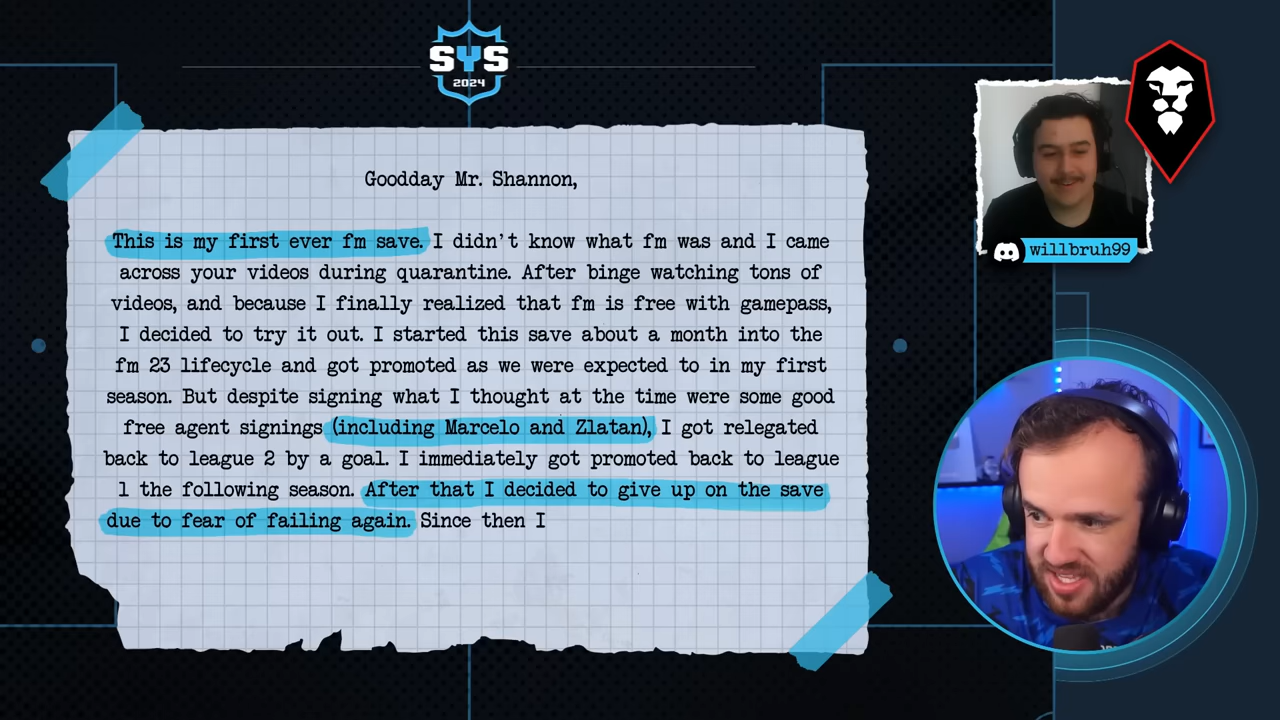 SYS
2024
Goodday Mr. Shannon,
This is my first ever fm save. I didn't know what fm was and I came
across your videos during quarantine. After binge watching tons of
videos, and because I finally realized that fm is free with gamepass,
I decided to try it out. I started this save about a month into the
fm 23 lifecycle and got promoted as we were expected to in my first
season. But despite signing what I thought at the time were some good
free agent signings (including Marcelo and Zlatan), I got relegated
back to league 2 by a goal. I immediately got promoted back to league
1 the following season. After that I decided to give up on the save
due to fear of failing again. Since then I
willbruh99